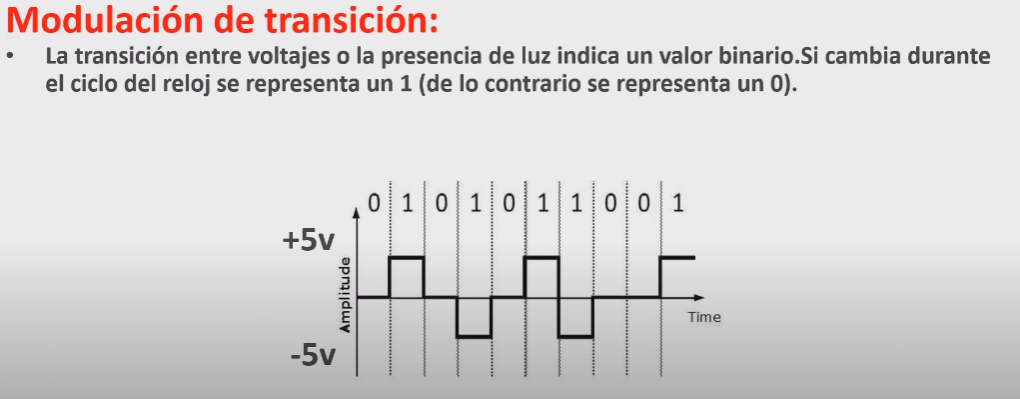 Modulación de transición:
• La transición entre voltajes o la presencia de luz indica un valor binario.Si cambia durante
el ciclo del reloj se representa un 1 (de lo contrario se representa un 0).
0 1 0 1 0 1 1 0 0 1
+5v
Amplitude
Time
-5v